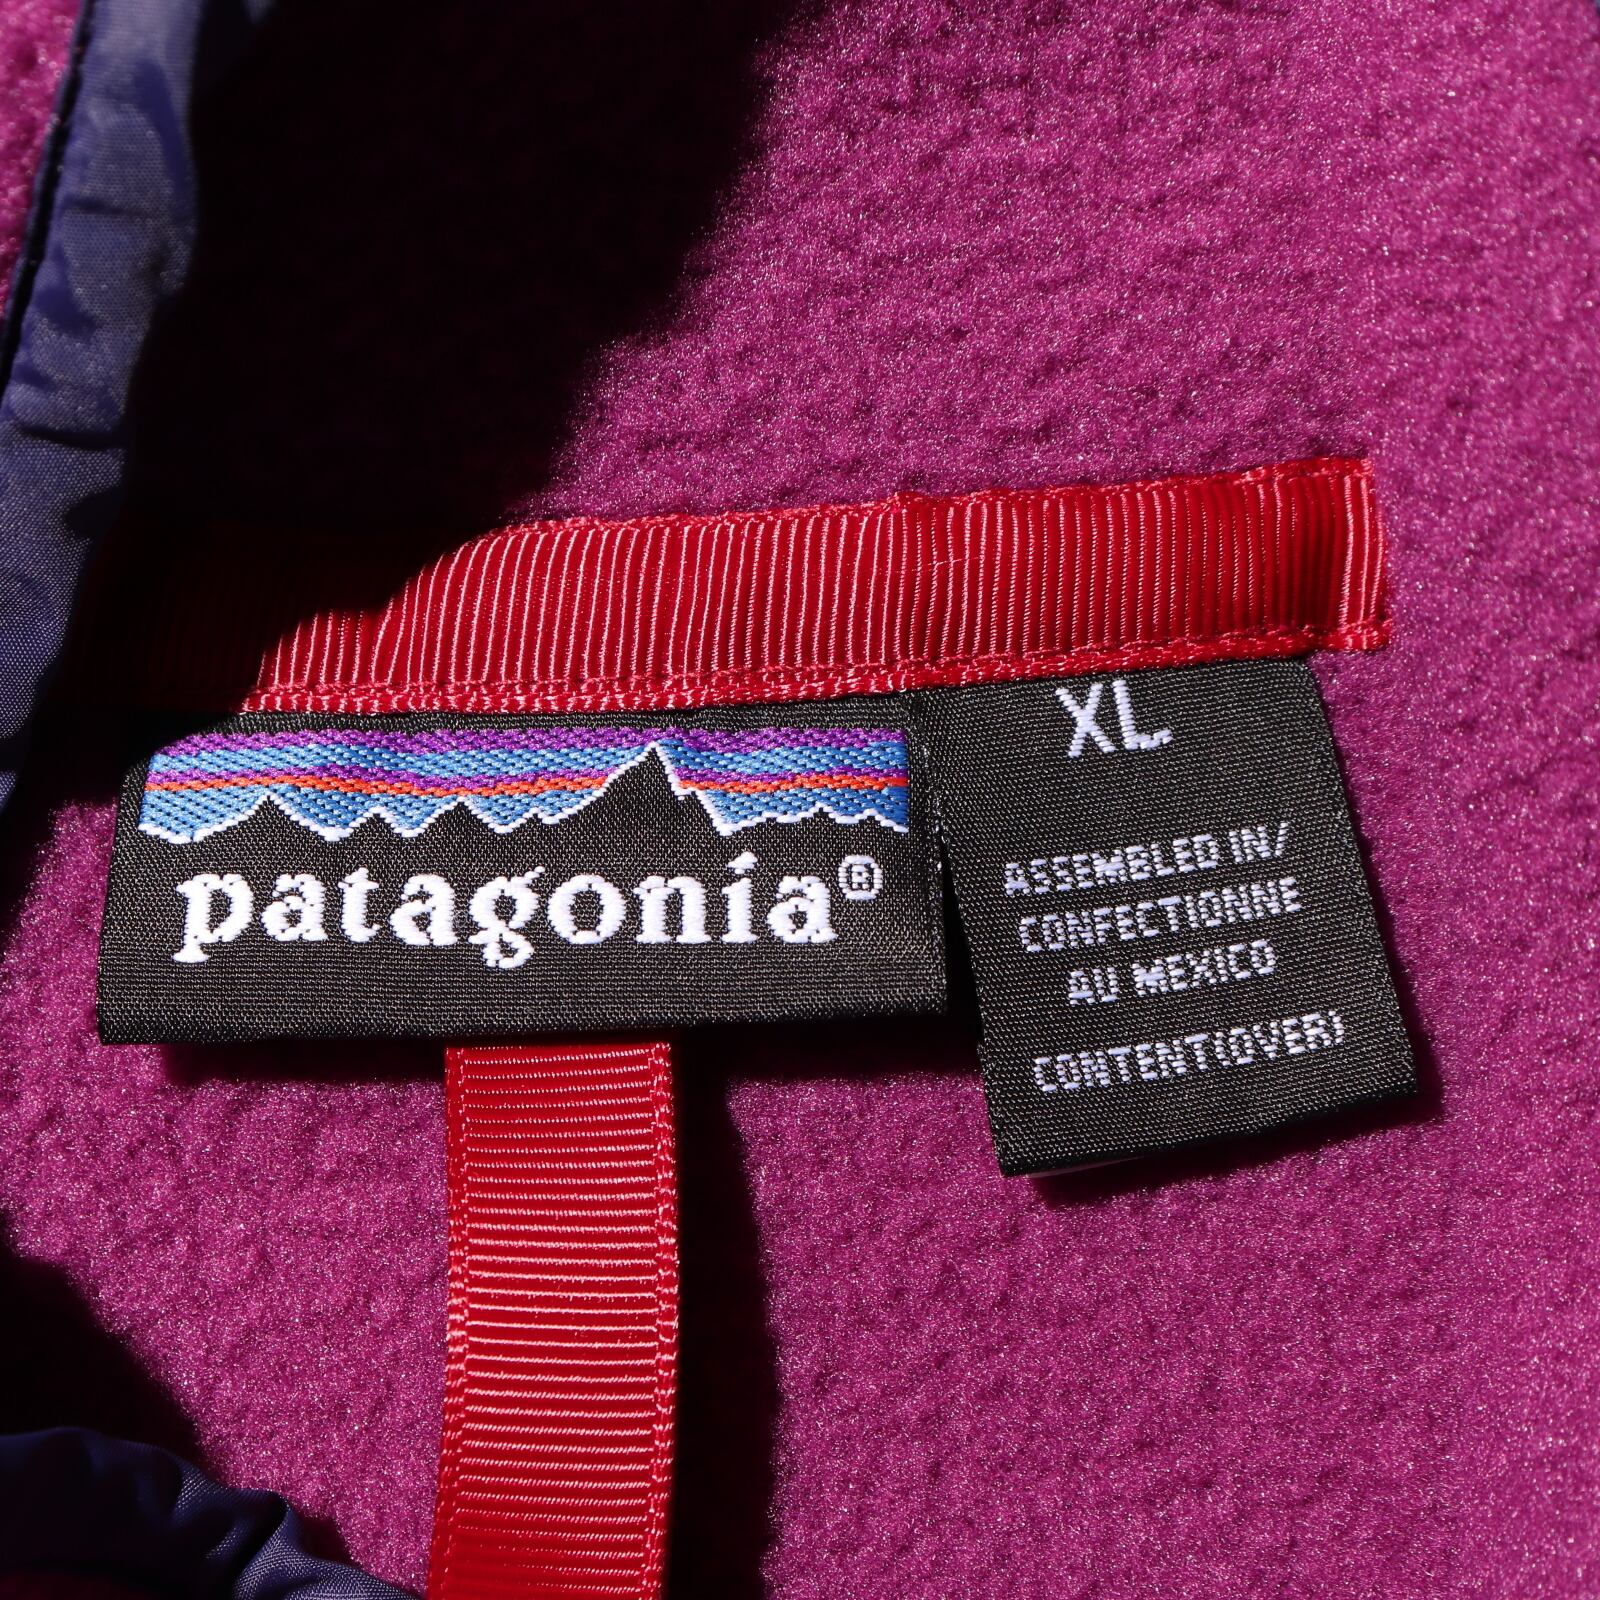 patagonia®
XL
ASSEMBLED IN/
CONFECTIONNE
AU MEXICO
CONTENT(OVER)